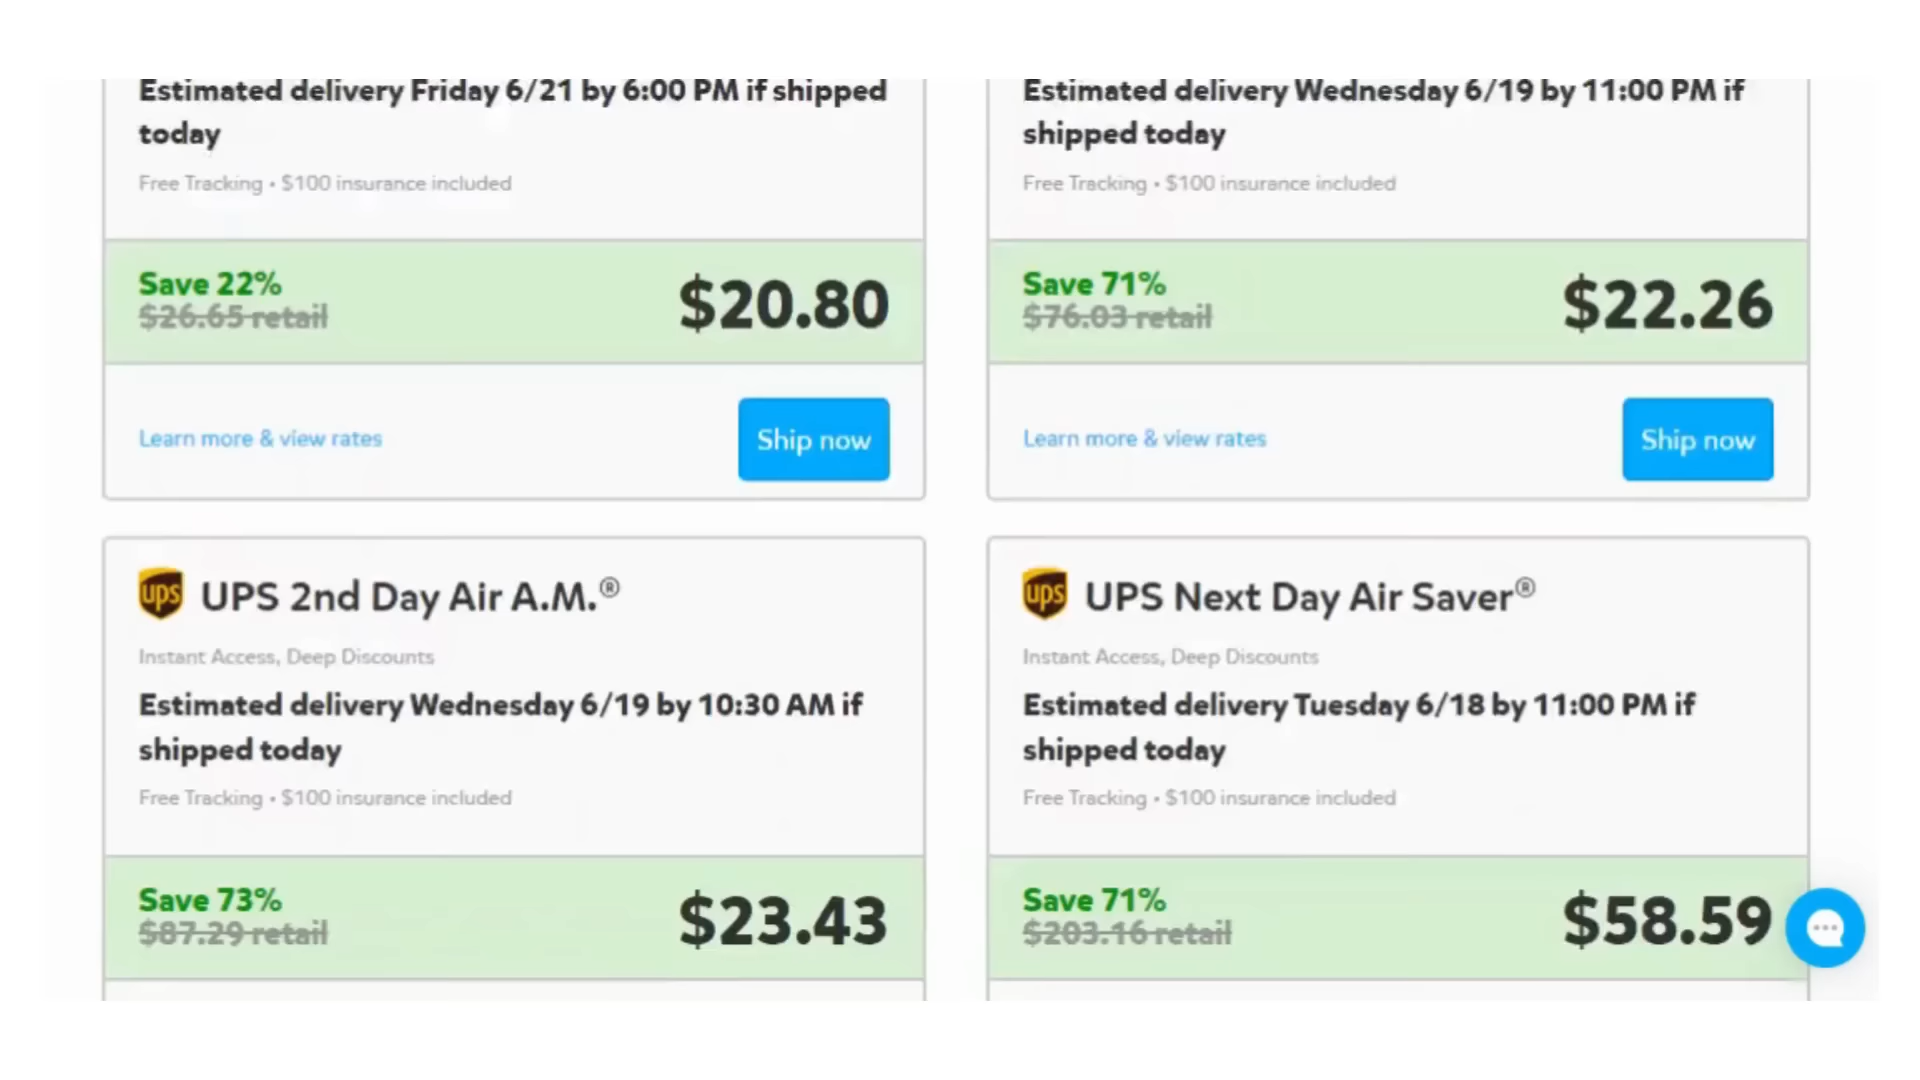 Estimated delivery Friday 6/21 by 6:00 PM if shipped
today
Free Tracking • $100 insurance included
Save 22%
$26.65 retail
$20.80
Learn more & view rates
Ship now
Estimated delivery Wednesday 6/19 by 11:00 PM if
shipped today
Free Tracking • $100 insurance included
Save 71%
$76.03 retail
$22.26
Learn more & view rates
Ship now
ups
UPS 2nd Day Air A.M.®
Instant Access, Deep Discounts
Estimated delivery Wednesday 6/19 by 10:30 AM if
shipped today
Free Tracking • $100 insurance included
Save 73%
$87.29 retail
$23.43
ups
UPS Next Day Air Saver®
Instant Access, Deep Discounts
Estimated delivery Tuesday 6/18 by 11:00 PM if
shipped today
Free Tracking • $100 insurance included
Save 71%
$203.16 retail
$58.59